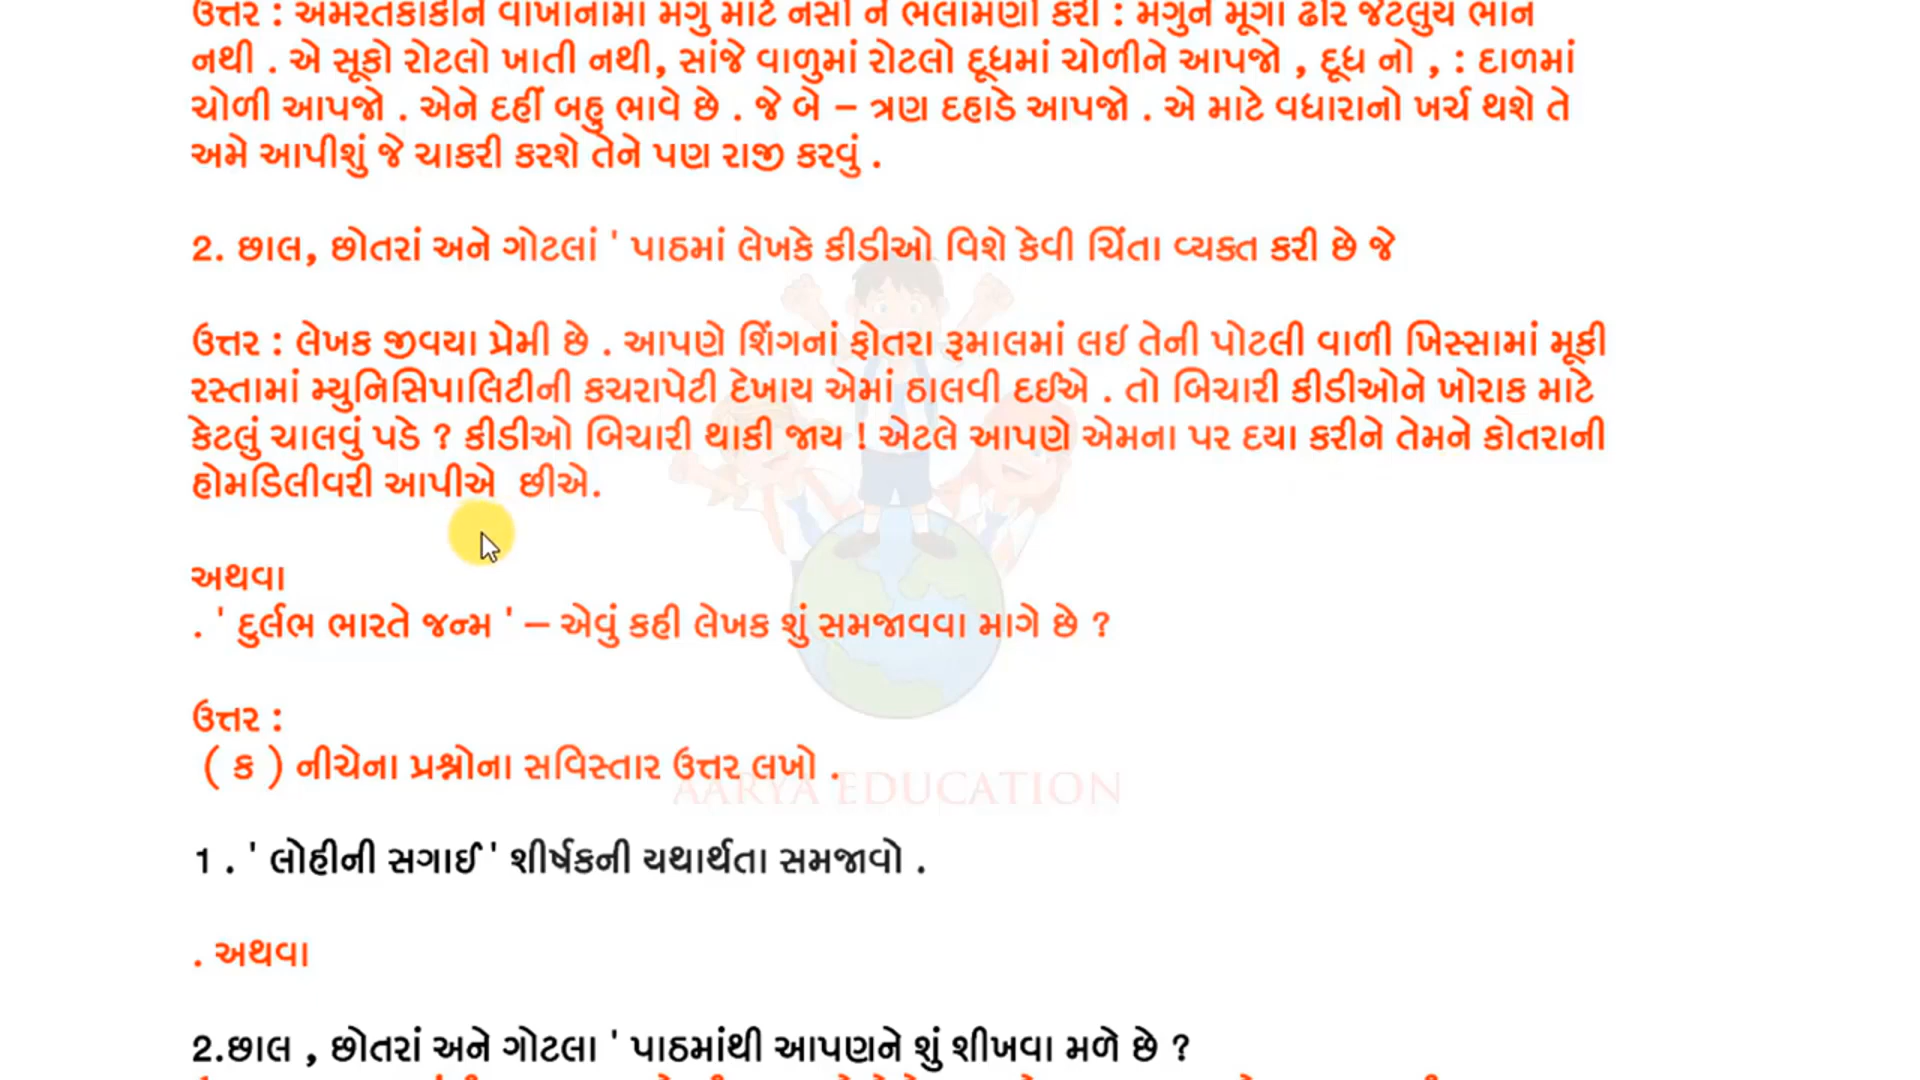 ઉત્તર : અમરતકાકીને વાખાનામાં મંગુ માટે નર્સો ને ભલામણો કરી : મંગુને મૂંગા ઢોર જેટલુંય ભાન
નથી . એ સૂકો રોટલો ખાતી નથી, સાંજે વાળુમાં રોટલો દૂધમાં ચોળીને આપજો , દૂધ નો , : દાળમાં
ચોળી આપજો . એને દહીં બહુ ભાવે છે . જે બે – ત્રણ દહાડે આપજો . એ માટે વધારાનો ખર્ચ થશે તે
અમે આપીશું જે ચાકરી કરશે તેને પણ રાજી કરવું .
2. છાલ, છોતરાં અને ગોટલાં ' પાઠમાં લેખકે કીડીઓ વિશે કેવી ચિંતા વ્યક્ત કરી છે જે
ઉત્તર : લેખક જીવયા પ્રેમી છે . આપણે શિંગનાં ફોતરા રૂમાલમાં લઈ તેની પોટલી વાળી ખિસ્સામાં મૂકી
રસ્તામાં મ્યુનિસિપાલિટીની કચરાપેટી દેખાય એમાં ઠાલવી દઈએ . તો બિચારી કીડીઓને ખોરાક માટે
કેટલું ચાલવું પડે ? કીડીઓ બિચારી થાકી જાય ! એટલે આપણે એમના પર દયા કરીને તેમને કોતરાની
હોમડિલીવરી આપીએ છીએ.
અથવા
. ' દુર્લભ ભારતે જન્મ ' – એવું કહી લેખક શું સમજાવવા માગે છે ?
ઉત્તર :
( ક ) નીચેના પ્રશ્નોના સવિસ્તાર ઉત્તર લખો .
AARYA EDUCATION
1 . ' લોહીની સગાઈ ' શીર્ષકની યથાર્થતા સમજાવો .
. અથવા
2.છાલ , છોતરાં અને ગોટલા ' પાઠમાંથી આપણને શું શીખવા મળે છે ?